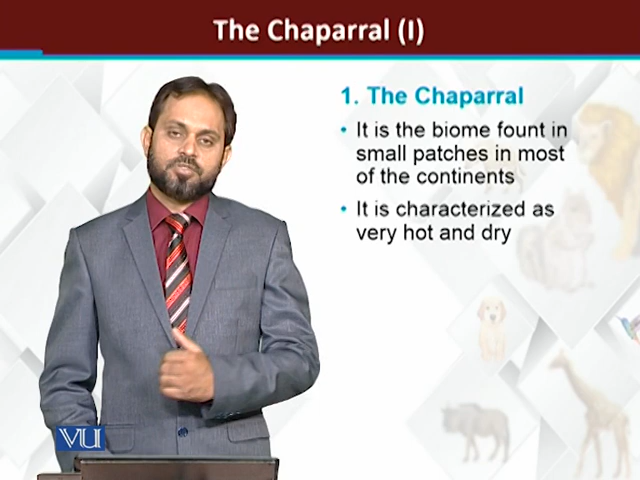 The Chaparral (I)
1. The Chaparral
• It is the biome fount in
small patches in most
of the continents
• It is characterized as
very hot and dry
VU